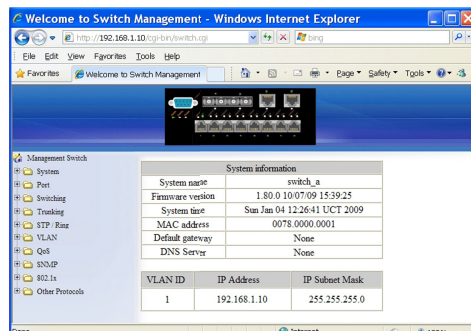 Welcome to Switch Management - Windows Internet Explorer
http://192.168.1.10/cgi-bin/switch.cgi
bing
File Edit View Favorites Tools Help
Favorites Welcome to Switch Management Page Safety Tools
Management Switch
System
Port
Switching
Trunking
STP / Ring
VLAN
QoS
SNMP
802.1x
Other Protocols
System information
System name switch_a
Firmware version 1.80.0 10/07/09 15:39:25
System time Sun Jan 04 12:26:41 UCT 2009
MAC address 0078.0000.0001
Default gateway None
DNS Server None
VLAN ID IP Address IP Subnet Mask
1 192.168.1.10 255.255.255.0